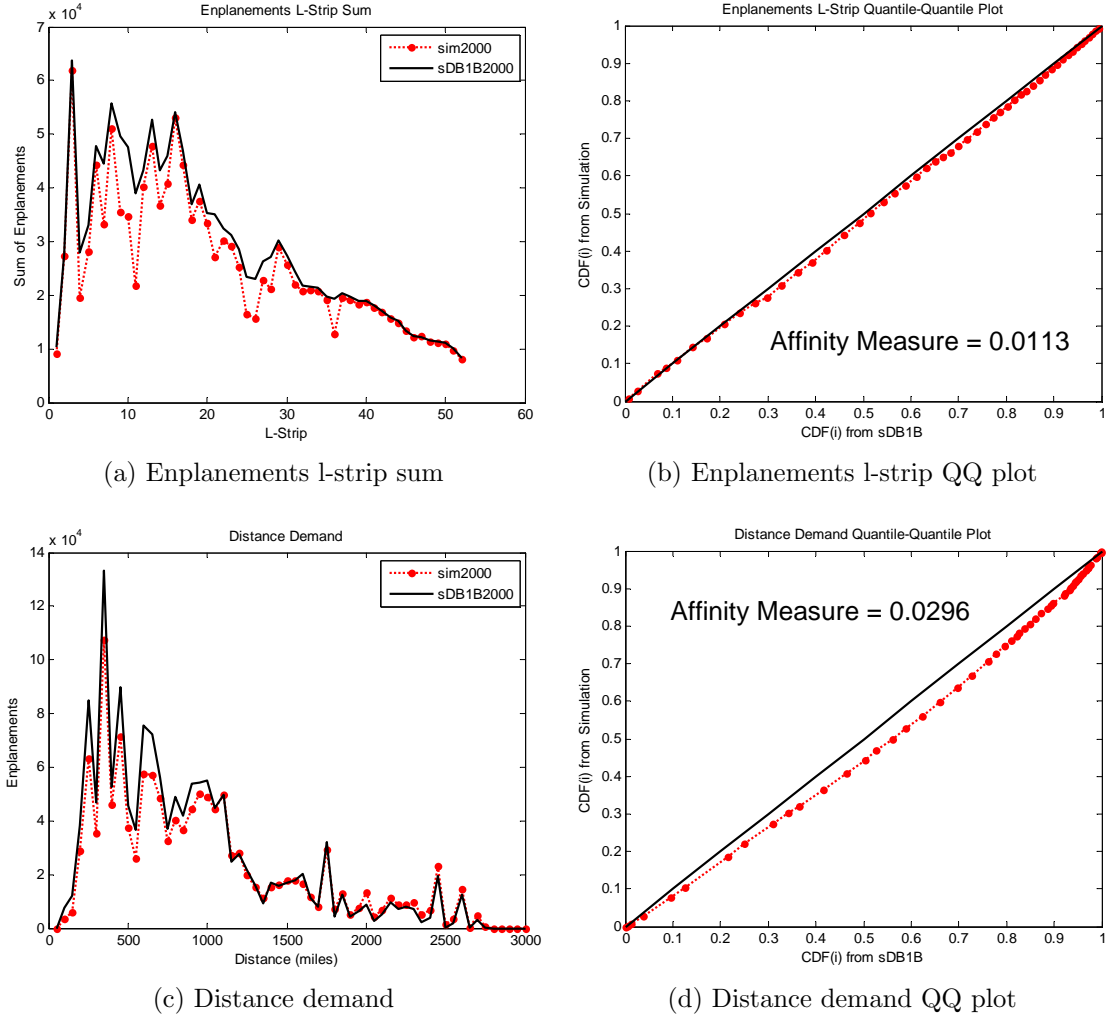 Enplanements L-Strip Sum
x 10^4
7
6
5
4
3
2
1
0
0 10 20 30 40 50 60
Sum of Enplanements
L-Strip
sim2000
sDB1B2000
(a) Enplanements l-strip sum
Enplanements L-Strip Quantile-Quantile Plot
1
0.9
0.8
0.7
0.6
0.5
0.4
0.3
0.2
0.1
0
0 0.1 0.2 0.3 0.4 0.5 0.6 0.7 0.8 0.9 1
CDF(i) from Simulation
CDF(i) from sDB1B
Affinity Measure = 0.0113
(b) Enplanements l-strip QQ plot
Distance Demand
x 10^4
14
12
10
8
6
4
2
0
0 500 1000 1500 2000 2500 3000
Enplanements
Distance (miles)
sim2000
sDB1B2000
(c) Distance demand
Distance Demand Quantile-Quantile Plot
1
0.9
0.8
0.7
0.6
0.5
0.4
0.3
0.2
0.1
0
0 0.1 0.2 0.3 0.4 0.5 0.6 0.7 0.8 0.9 1
CDF(i) from Simulation
CDF(i) from sDB1B
Affinity Measure = 0.0296
(d) Distance demand QQ plot